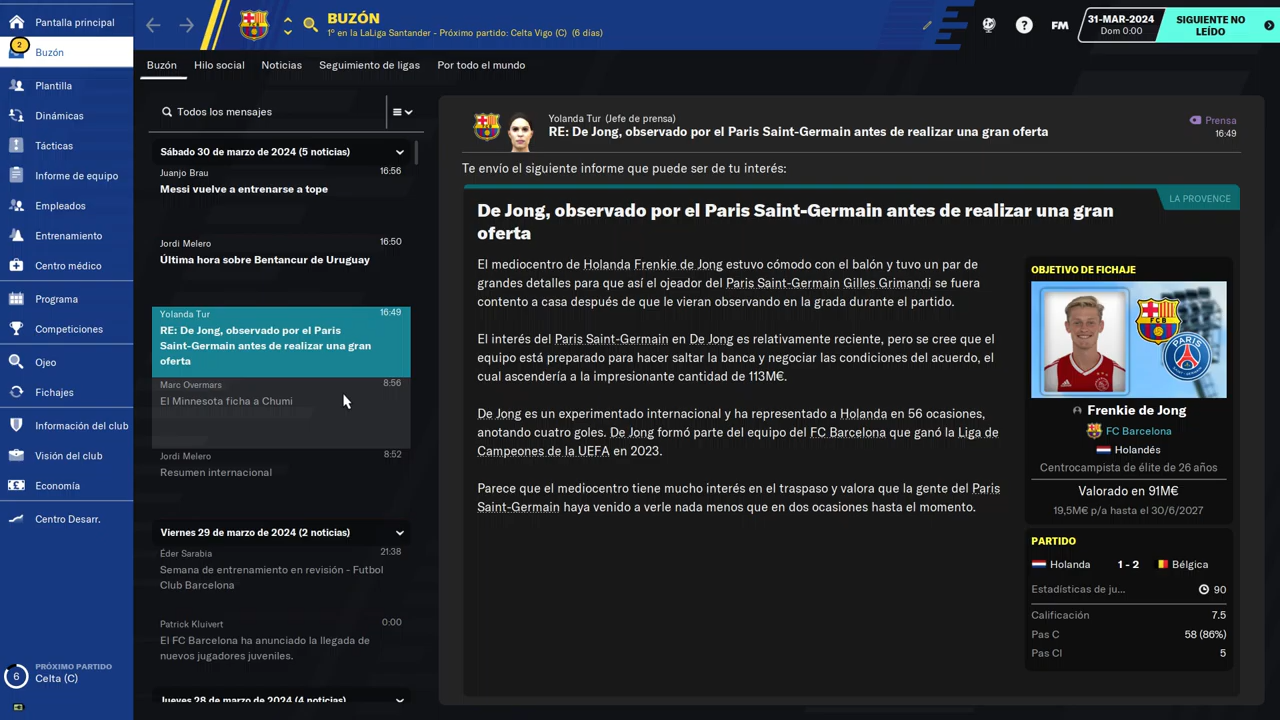 Pantalla principal
2
Buzón
Plantilla
Dinámicas
Tácticas
Informe de equipo
Empleados
Entrenamiento
Centro médico
Programa
Competiciones
Ojeo
Fichajes
Información del club
Visión del club
Economía
Centro Desarr.
6
PRÓXIMO PARTIDO
Celta (C)
BUZÓN
1º en la LaLiga Santander - Próximo partido: Celta Vigo (C) (6 días)
?
FM
31-MAR-2024
Dom 0:00
SIGUIENTE NO
LEÍDO
Buzón
Hilo social
Noticias
Seguimiento de ligas
Por todo el mundo
Todos los mensajes
Sábado 30 de marzo de 2024 (5 noticias)
Juanjo Brau 16:56
Messi vuelve a entrenarse a tope
Jordi Melero 16:50
Última hora sobre Bentancur de Uruguay
Yolanda Tur 16:49
RE: De Jong, observado por el Paris
Saint-Germain antes de realizar una gran
oferta
Marc Overmars 8:56
El Minnesota ficha a Chumi
Jordi Melero 8:52
Resumen internacional
Viernes 29 de marzo de 2024 (2 noticias)
Éder Sarabia 21:38
Semana de entrenamiento en revisión - Futbol
Club Barcelona
Patrick Kluivert 0:00
El FC Barcelona ha anunciado la llegada de
nuevos jugadores juveniles.
Jueves 28 de marzo de 2024 (4 noticias)
Yolanda Tur (Jefe de prensa)
RE: De Jong, observado por el Paris Saint-Germain antes de realizar una gran oferta
Prensa
16:49
Te envío el siguiente informe que puede ser de tu interés:
LA PROVENCE
De Jong, observado por el Paris Saint-Germain antes de realizar una gran
oferta
El mediocentro de Holanda Frenkie de Jong estuvo cómodo con el balón y tuvo un par de
grandes detalles para que así el ojeador del Paris Saint-Germain Gilles Grimandi se fuera
contento a casa después de que le vieran observando en la grada durante el partido.
El interés del Paris Saint-Germain en De Jong es relativamente reciente, pero se cree que el
equipo está preparado para hacer saltar la banca y negociar las condiciones del acuerdo, el
cual ascendería a la impresionante cantidad de 113M€.
De Jong es un experimentado internacional y ha representado a Holanda en 56 ocasiones,
anotando cuatro goles. De Jong formó parte del equipo del FC Barcelona que ganó la Liga de
Campeones de la UEFA en 2023.
Parece que el mediocentro tiene mucho interés en el traspaso y valora que la gente del Paris
Saint-Germain haya venido a verle nada menos que en dos ocasiones hasta el momento.
OBJETIVO DE FICHAJE
FCB
PARIS
Frenkie de Jong
FC Barcelona
Holandés
Centrocampista de élite de 26 años
Valorado en 91M€
19,5M€ p/a hasta el 30/6/2027
PARTIDO
Holanda 1 - 2 Bélgica
Estadísticas de ju... 90
Calificación 7.5
Pas C 58 (86%)
Pas Cl 5